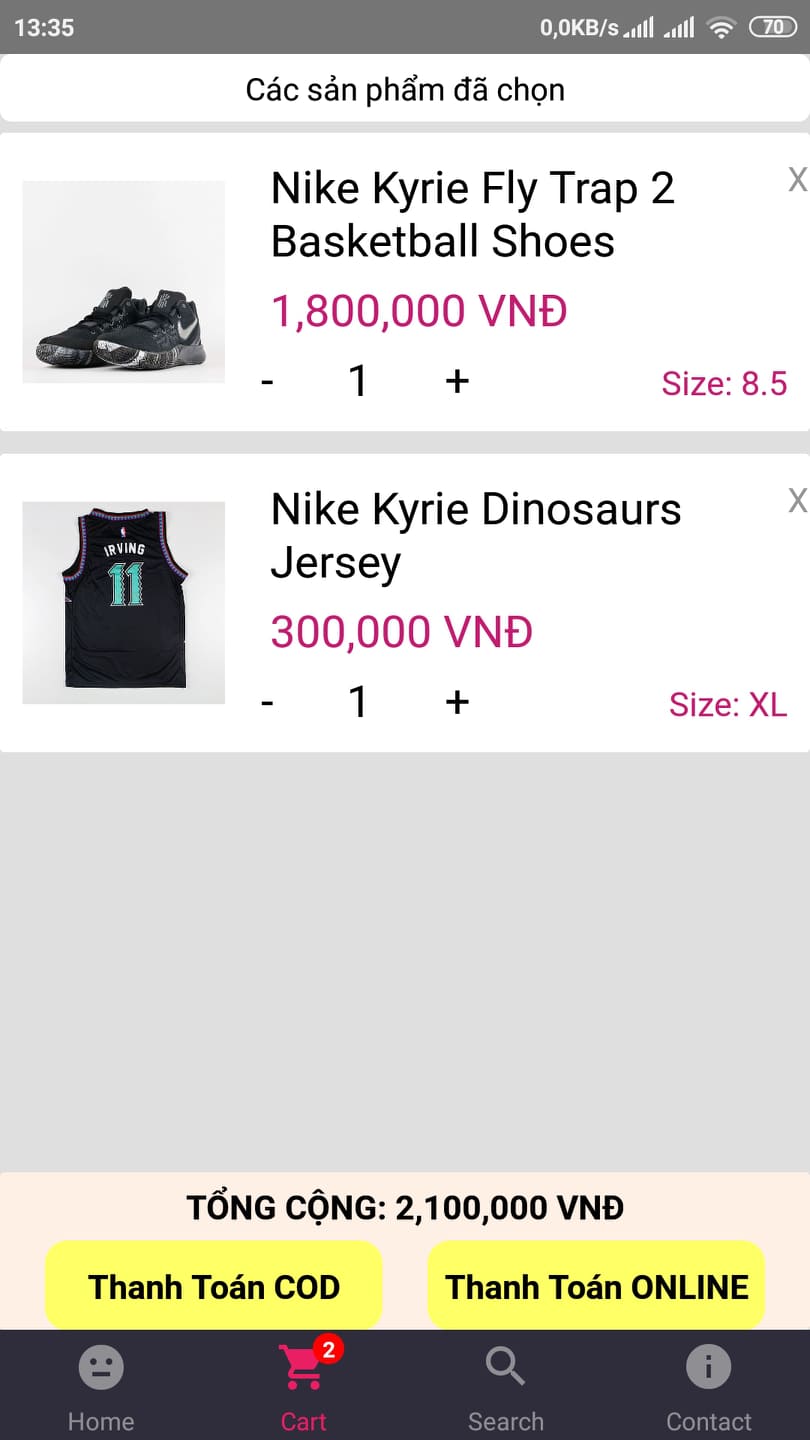 13:35
0,0KB/s
70
Các sản phẩm đã chọn
Nike Kyrie Fly Trap 2
Basketball Shoes
X
1,800,000 VNĐ
- 1 +
Size: 8.5
Nike Kyrie Dinosaurs
Jersey
X
IRVING
11
300,000 VNĐ
- 1 +
Size: XL
TỔNG CỘNG: 2,100,000 VNĐ
Thanh Toán COD
Thanh Toán ONLINE
2
Home
Cart
Search
Contact